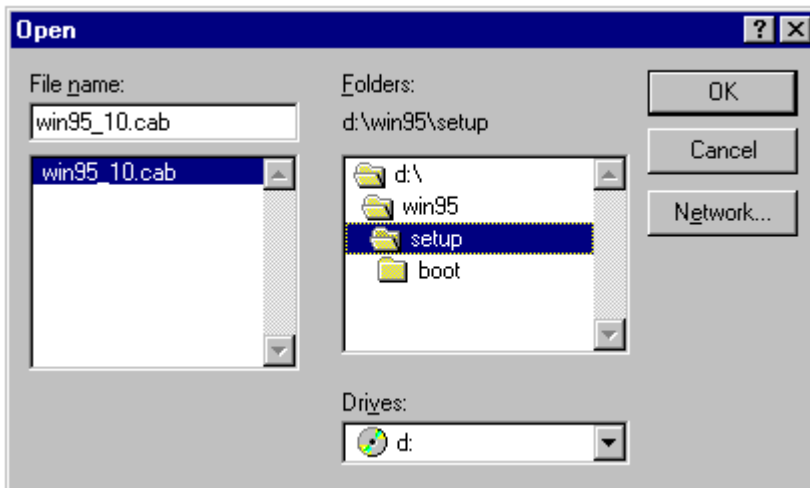 Open
File name:
win95_10.cab
win95_10.cab
Folders:
d:\win95\setup
d:\
win95
setup
boot
Drives:
d:
OK
Cancel
Network...